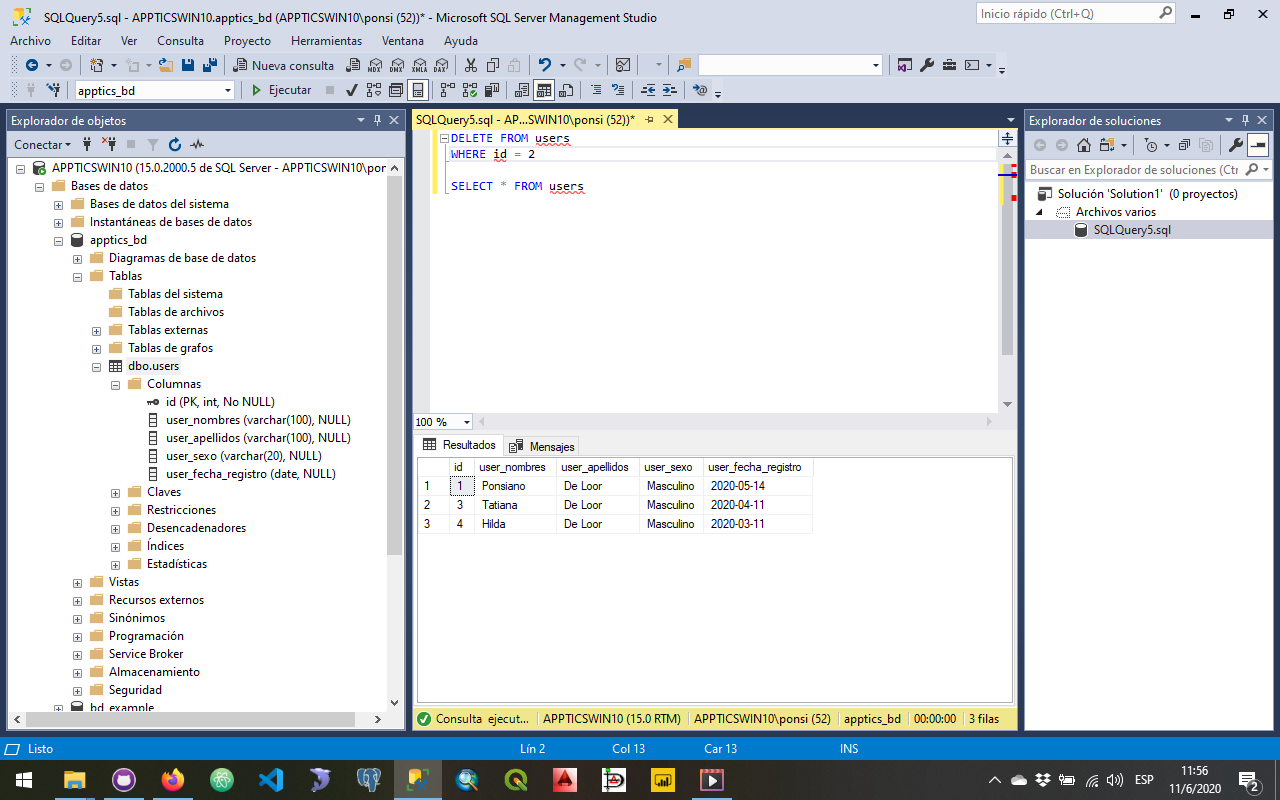 SQLQuery5.sql - APPTICSWIN10.apptics_bd (APPTICSWIN10\ponsi (52))* - Microsoft SQL Server Management Studio
Inicio rápido (Ctrl+Q)
Archivo Editar Ver Consulta Proyecto Herramientas Ventana Ayuda
Nueva consulta MDX DMX XMLA DAX
apptics_bd Ejecutar
Explorador de objetos
Conectar
APPTICSWIN10 (15.0.2000.5 de SQL Server - APPTICSWIN10\por
Bases de datos
Bases de datos del sistema
Instantáneas de bases de datos
apptics_bd
Diagramas de base de datos
Tablas
Tablas del sistema
Tablas de archivos
Tablas externas
Tablas de grafos
dbo.users
Columnas
id (PK, int, No NULL)
user_nombres (varchar(100), NULL)
user_apellidos (varchar(100), NULL)
user_sexo (varchar(20), NULL)
user_fecha_registro (date, NULL)
Claves
Restricciones
Desencadenadores
Índices
Estadísticas
Vistas
Recursos externos
Sinónimos
Programación
Service Broker
Almacenamiento
Seguridad
bd_example
SQLQuery5.sql - AP...SWIN10\ponsi (52))*
DELETE FROM users
WHERE id = 2
SELECT * FROM users
100 %
Resultados Mensajes
id user_nombres user_apellidos user_sexo user_fecha_registro
1 1 Ponsiano De Loor Masculino 2020-05-14
2 3 Tatiana De Loor Masculino 2020-04-11
3 4 Hilda De Loor Masculino 2020-03-11
Consulta ejecut... APPTICSWIN10 (15.0 RTM) APPTICSWIN10\ponsi (52) apptics_bd 00:00:00 3 filas
Explorador de soluciones
Buscar en Explorador de soluciones (Ctr
Solución 'Solution1' (0 proyectos)
Archivos varios
SQLQuery5.sql
Listo Lín 2 Col 13 Car 13 INS
ESP
11:56
11/6/2020
2